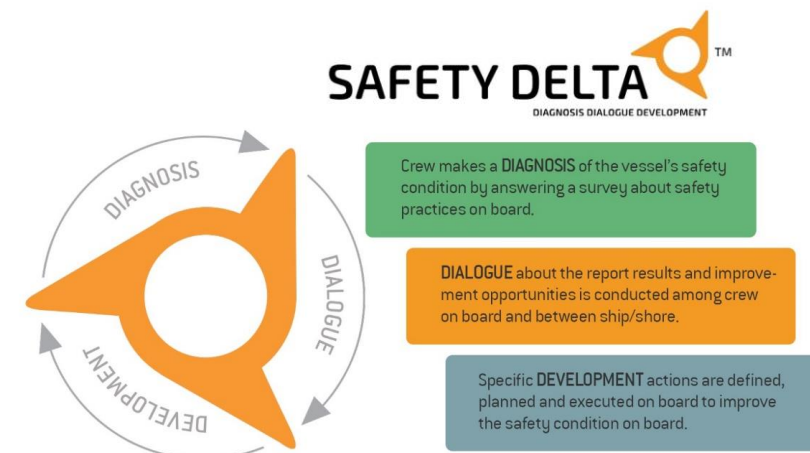 SAFETY DELTA
TM
DIAGNOSIS DIALOGUE DEVELOPMENT
DIAGNOSIS
DIALOGUE
DEVELOPMENT
Crew makes a DIAGNOSIS of the vessel's safety
condition by answering a survey about safety
practices on board.
DIALOGUE about the report results and improve-
ment opportunities is conducted among crew
on board and between ship/shore.
Specific DEVELOPMENT actions are defined,
planned and executed on board to improve
the safety condition on board.